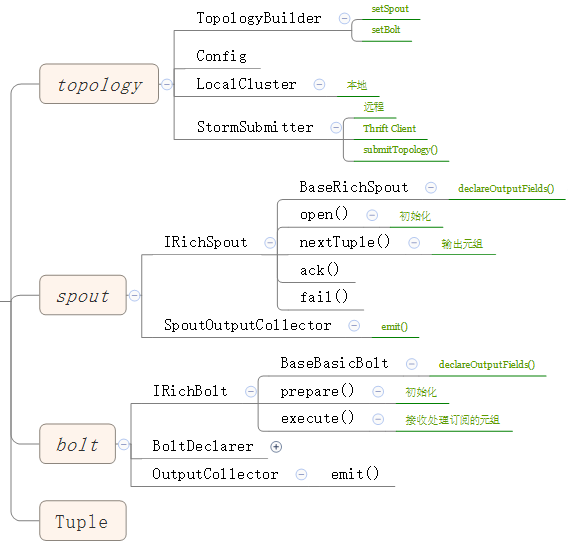 topology
TopologyBuilder
setSpout
setBolt
Config
LocalCluster
本地
StormSubmitter
远程
Thrift Client
submitTopology()
spout
IRichSpout
BaseRichSpout
declareOutputFields()
open()
初始化
nextTuple()
输出元组
ack()
fail()
SpoutOutputCollector
emit()
bolt
IRichBolt
BaseBasicBolt
declareOutputFields()
prepare()
初始化
execute()
接收处理订阅的元组
BoltDeclarer
OutputCollector
emit()
Tuple